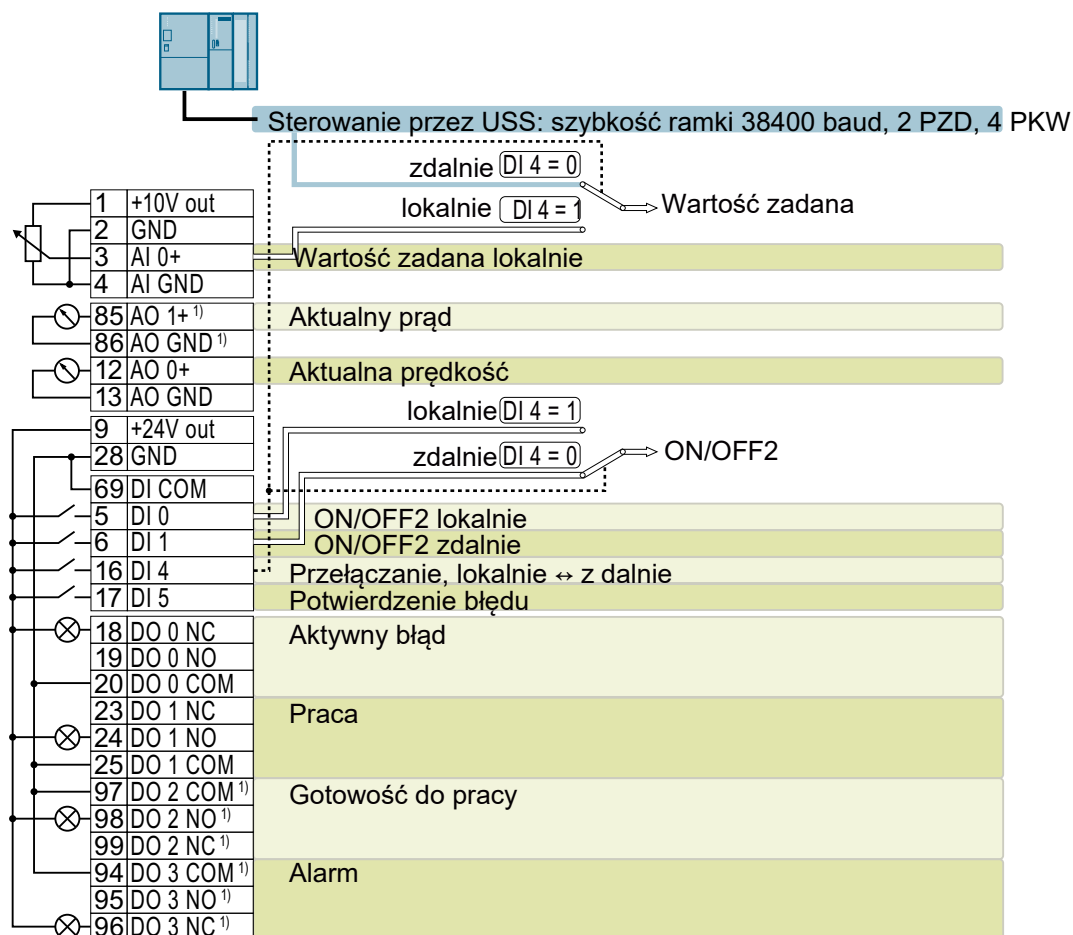 Sterowanie przez USS: szybkość ramki 38400 baud, 2 PZD, 4 PKW
zdalnie DI 4 = 0
lokalnie DI 4 = 1
Wartość zadana
1 +10V out
2 GND
3 AI 0+ Wartość zadana lokalnie
4 AI GND
85 AO 1+ 1) Aktualny prąd
86 AO GND 1)
12 AO 0+ Aktualna prędkość
13 AO GND
lokalnie DI 4 = 1
9 +24V out
28 GND
zdalnie DI 4 = 0
ON/OFF2
69 DI COM
5 DI 0 ON/OFF2 lokalnie
6 DI 1 ON/OFF2 zdalnie
16 DI 4 Przełączanie, lokalnie ↔ z dalnie
17 DI 5 Potwierdzenie błędu
18 DO 0 NC Aktywny błąd
19 DO 0 NO
20 DO 0 COM
23 DO 1 NC Praca
24 DO 1 NO
25 DO 1 COM
97 DO 2 COM 1) Gotowość do pracy
98 DO 2 NO 1)
99 DO 2 NC 1)
94 DO 3 COM 1) Alarm
95 DO 3 NO 1)
96 DO 3 NC 1)